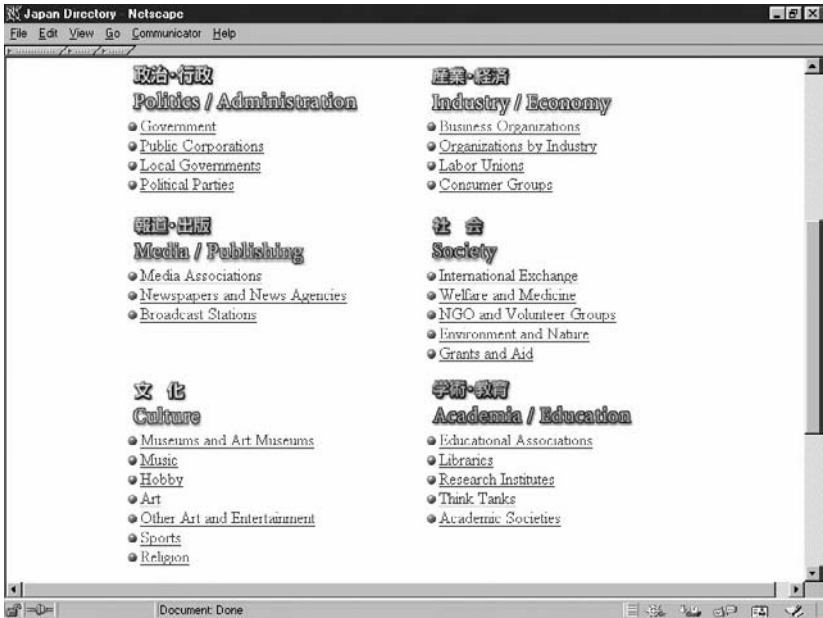 Japan Directory - Netscape
File Edit View Go Communicator Help
政治・行政
Politics / Administration
Government
Public Corporations
Local Governments
Political Parties
産業・経済
Industry / Economy
Business Organizations
Organizations by Industry
Labor Unions
Consumer Groups
報道・出版
Media / Publishing
Media Associations
Newspapers and News Agencies
Broadcast Stations
社 会
Society
International Exchange
Welfare and Medicine
NGO and Volunteer Groups
Environment and Nature
Grants and Aid
文 化
Culture
Museums and Art Museums
Music
Hobby
Art
Other Art and Entertainment
Sports
Religion
学術・教育
Academia / Education
Educational Associations
Libraries
Research Institutes
Think Tanks
Academic Societies
Document: Done